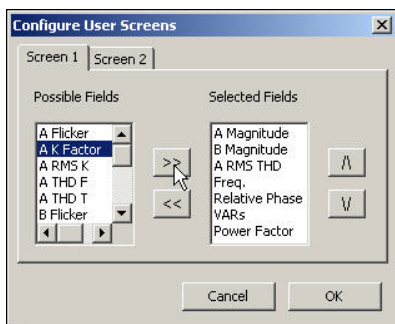 Configure User Screens
Screen 1 Screen 2
Possible Fields
A Flicker
A K Factor
A RMS K
A THD F
A THD T
B Flicker
>>
<<
Selected Fields
A Magnitude
B Magnitude
A RMS THD
Freq.
Relative Phase
VARs
Power Factor
/\
\/
Cancel OK